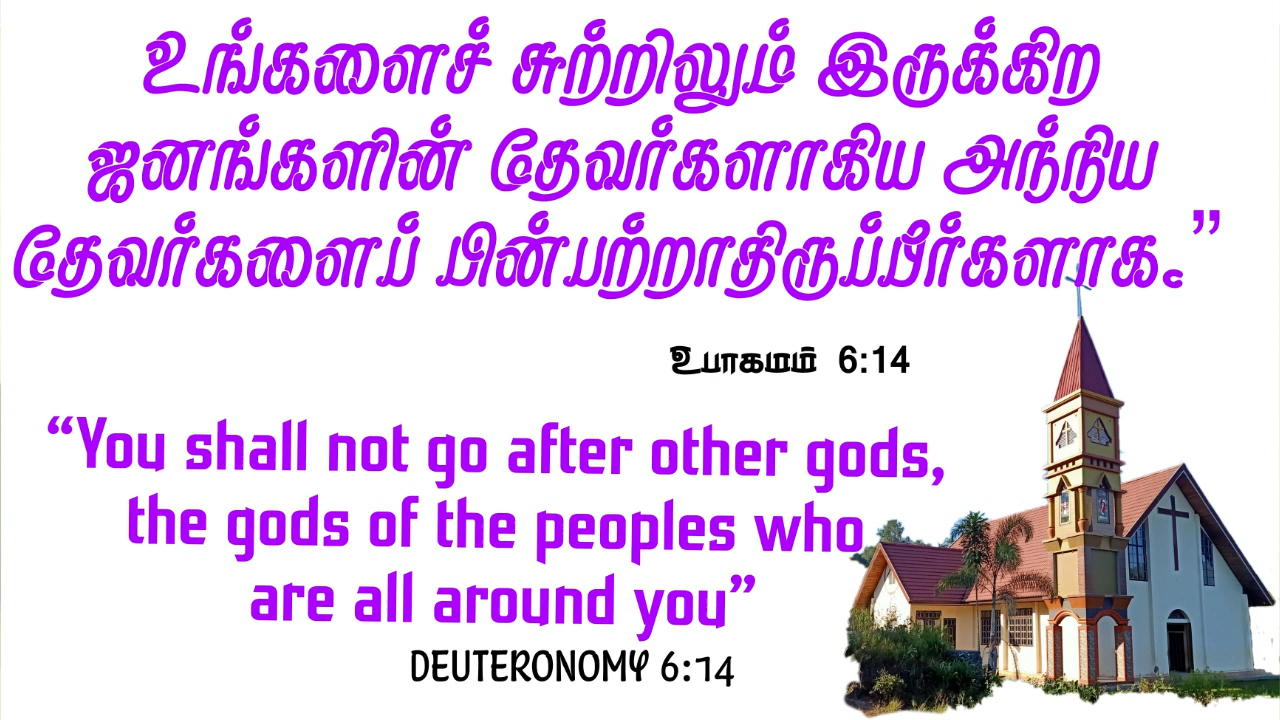 உங்களைச் சுற்றிலும் இருக்கிற
ஜனங்களின் தேவர்களாகிய அந்நிய
தேவர்களைப் பின்பற்றாதிருப்பீர்களாக.”
உபாகமம் 6:14
“You shall not go after other gods,
the gods of the peoples who
are all around you”
DEUTERONOMY 6:14